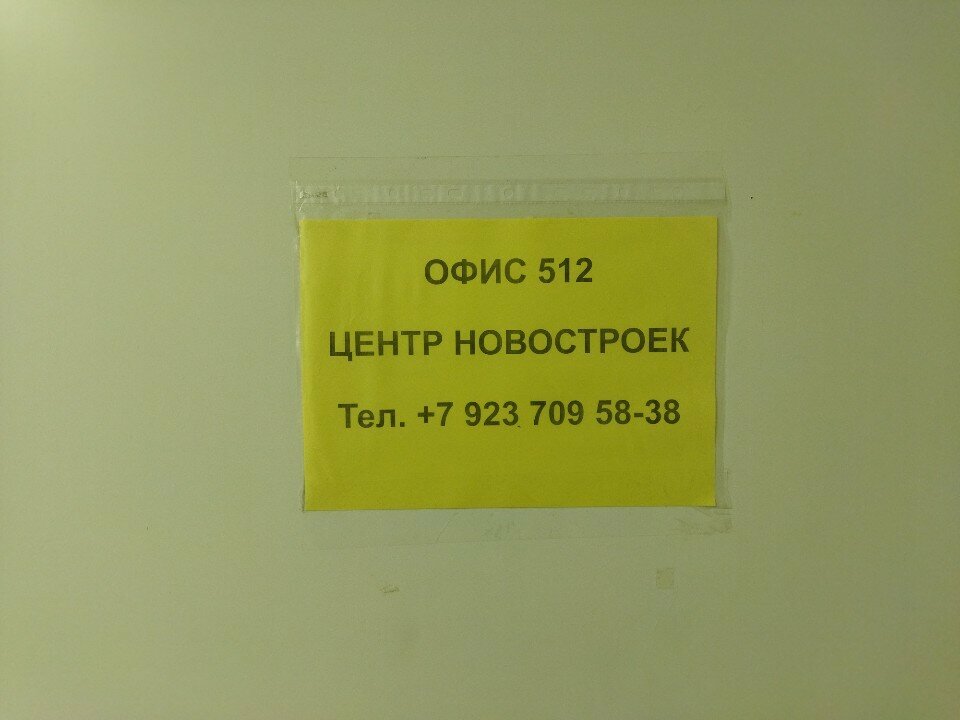 ОФИС 512
ЦЕНТР НОВОСТРОЕК
Тел. +7 923 709 58-38